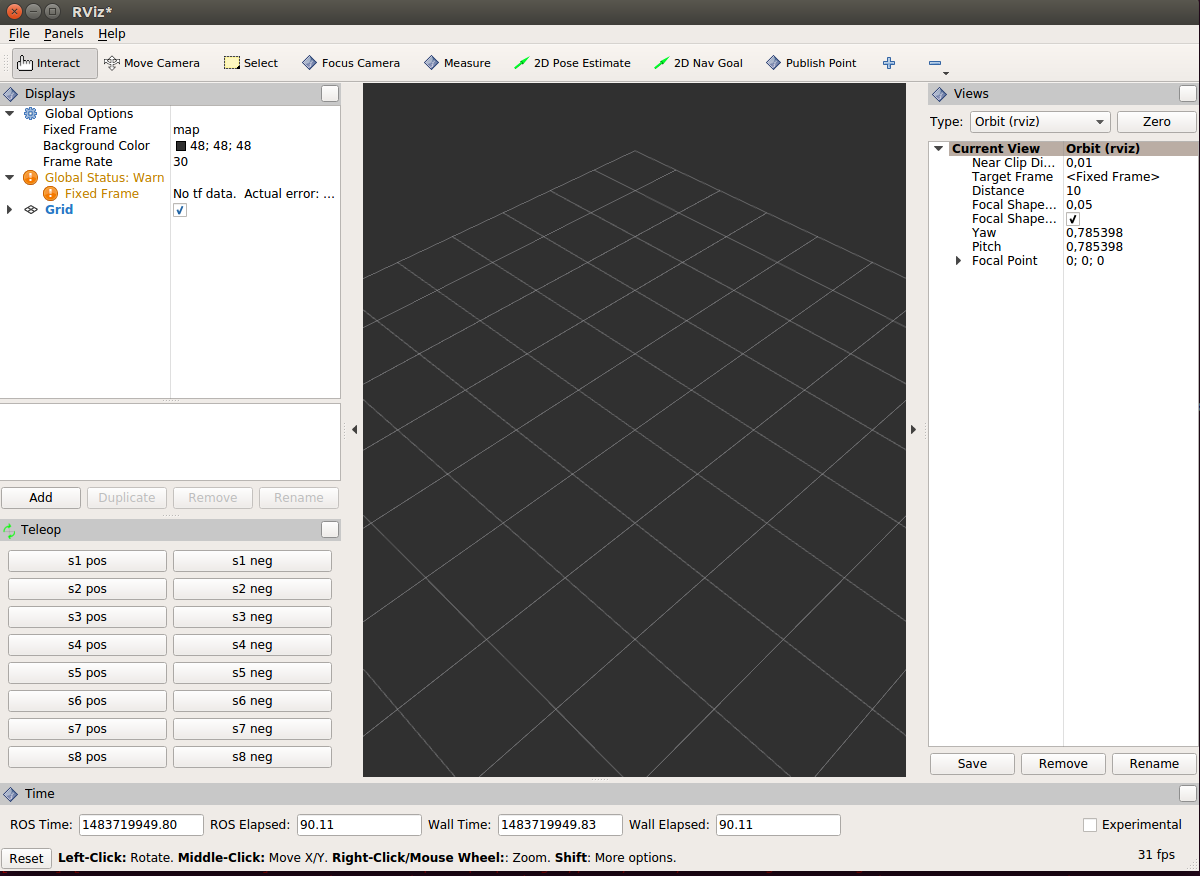 RViz*
File Panels Help
Interact Move Camera Select Focus Camera Measure 2D Pose Estimate 2D Nav Goal Publish Point
Displays
Global Options
Fixed Frame map
Background Color 48; 48; 48
Frame Rate 30
Global Status: Warn
Fixed Frame No tf data.  Actual error: ...
Grid
Add Duplicate Remove Rename
Teleop
s1 pos s1 neg
s2 pos s2 neg
s3 pos s3 neg
s4 pos s4 neg
s5 pos s5 neg
s6 pos s6 neg
s7 pos s7 neg
s8 pos s8 neg
Views
Type: Orbit (rviz) Zero
Current View Orbit (rviz)
Near Clip Di... 0,01
Target Frame <Fixed Frame>
Distance 10
Focal Shape... 0,05
Focal Shape...
Yaw 0,785398
Pitch 0,785398
Focal Point 0; 0; 0
Save Remove Rename
Time
ROS Time: 1483719949.80 ROS Elapsed: 90.11 Wall Time: 1483719949.83 Wall Elapsed: 90.11 Experimental
Reset Left-Click: Rotate. Middle-Click: Move X/Y. Right-Click/Mouse Wheel:: Zoom. Shift: More options. 31 fps